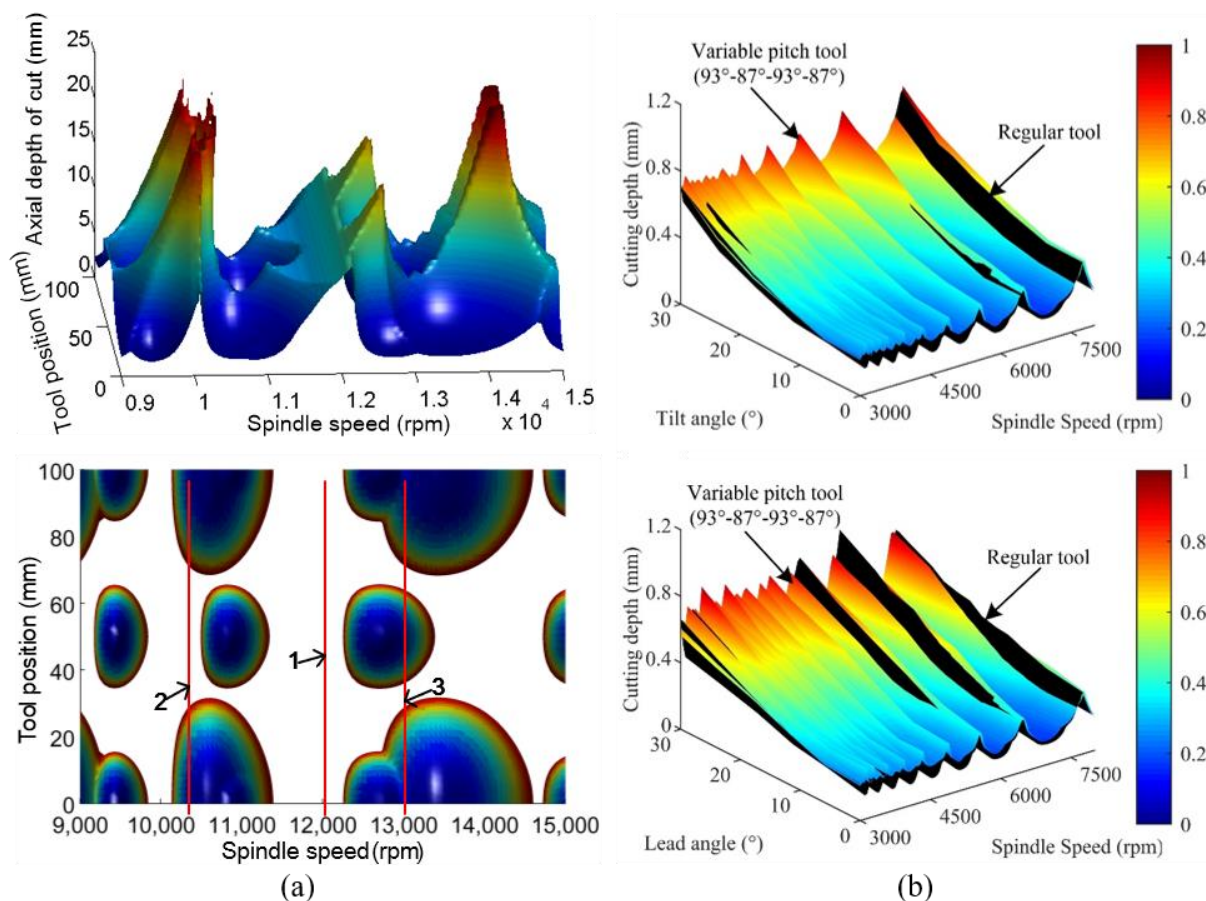 Axial depth of cut (mm)
25
20
15
10
5
0
Tool position (mm)
100
50
0
0.9 1 1.1 1.2 1.3 1.4 1.5
x 10 4
Spindle speed (rpm)
Variable pitch tool
(93°-87°-93°-87°)
Regular tool
Cutting depth (mm)
1.2
0.8
0.4
0
30
20
10
0
Tilt angle (°)
3000 4500 6000 7500
Spindle Speed (rpm)
1
0.8
0.6
0.4
0.2
0
Tool position (mm)
100
80
60
40
20
0
1
2
3
9,000 10,000 11,000 12,000 13,000 14,000 15,000
Spindle speed (rpm)
(a)
Variable pitch tool
(93°-87°-93°-87°)
Regular tool
Cutting depth (mm)
1.2
0.8
0.4
0
30
20
10
0
Lead angle (°)
3000 4500 6000 7500
Spindle Speed (rpm)
1
0.8
0.6
0.4
0.2
0
(b)